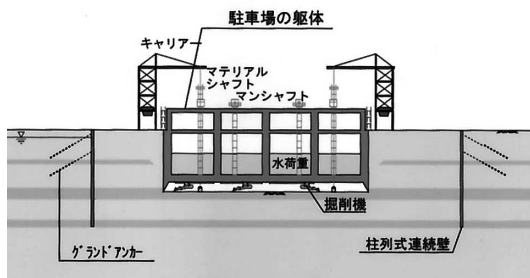 駐車場の躯体
キャリアー
マテリアル
シャフト
マンシャフト
水荷重
掘削機
グランドアンカー
柱列式連続壁